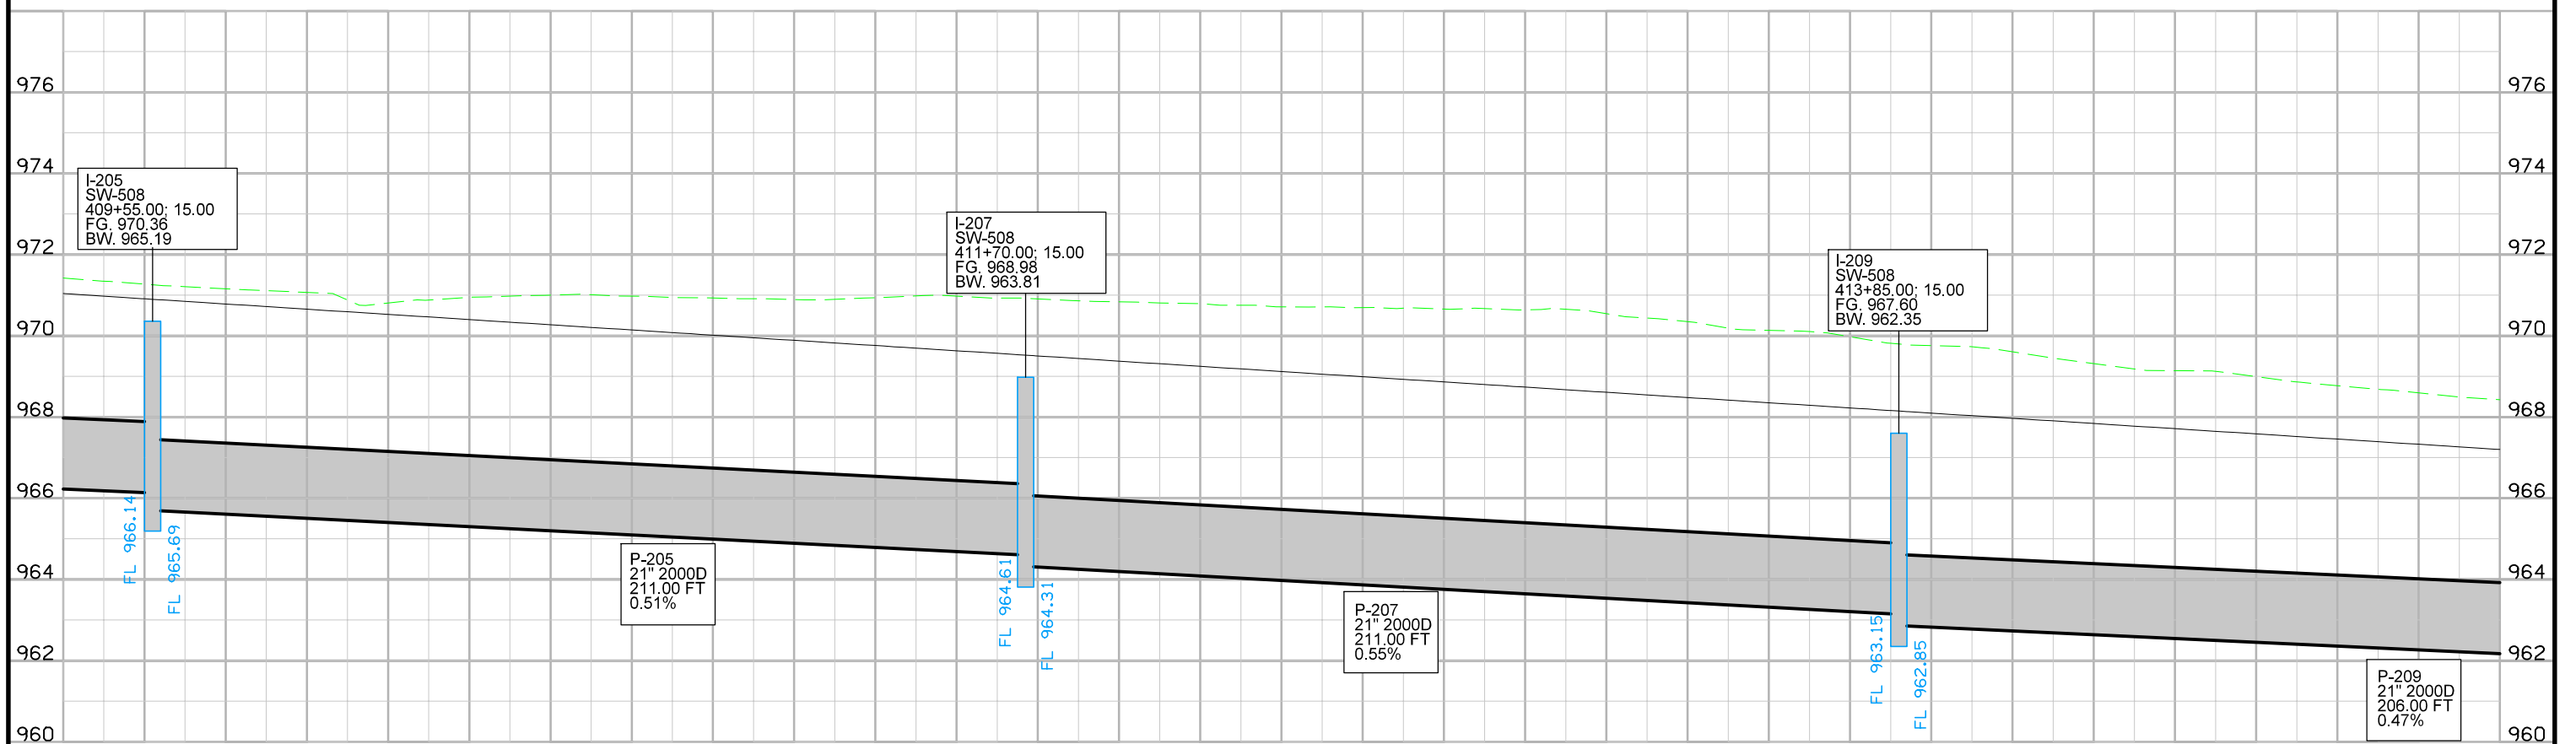 976
976
974
974
I-205
SW-508
409+55.00; 15.00
FG. 970.36
BW. 965.19
I-207
SW-508
411+70.00; 15.00
FG. 968.98
BW. 963.81
972
972
I-209
SW-508
413+85.00; 15.00
FG. 967.60
BW. 962.35
970
970
968
968
966
966
FL 966.14
FL 965.69
P-205
21" 2000D
211.00 FT
0.51%
FL 964.61
FL 964.31
964
964
P-207
21" 2000D
211.00 FT
0.55%
FL 963.15
FL 962.85
962
962
P-209
21" 2000D
206.00 FT
0.47%
960
960